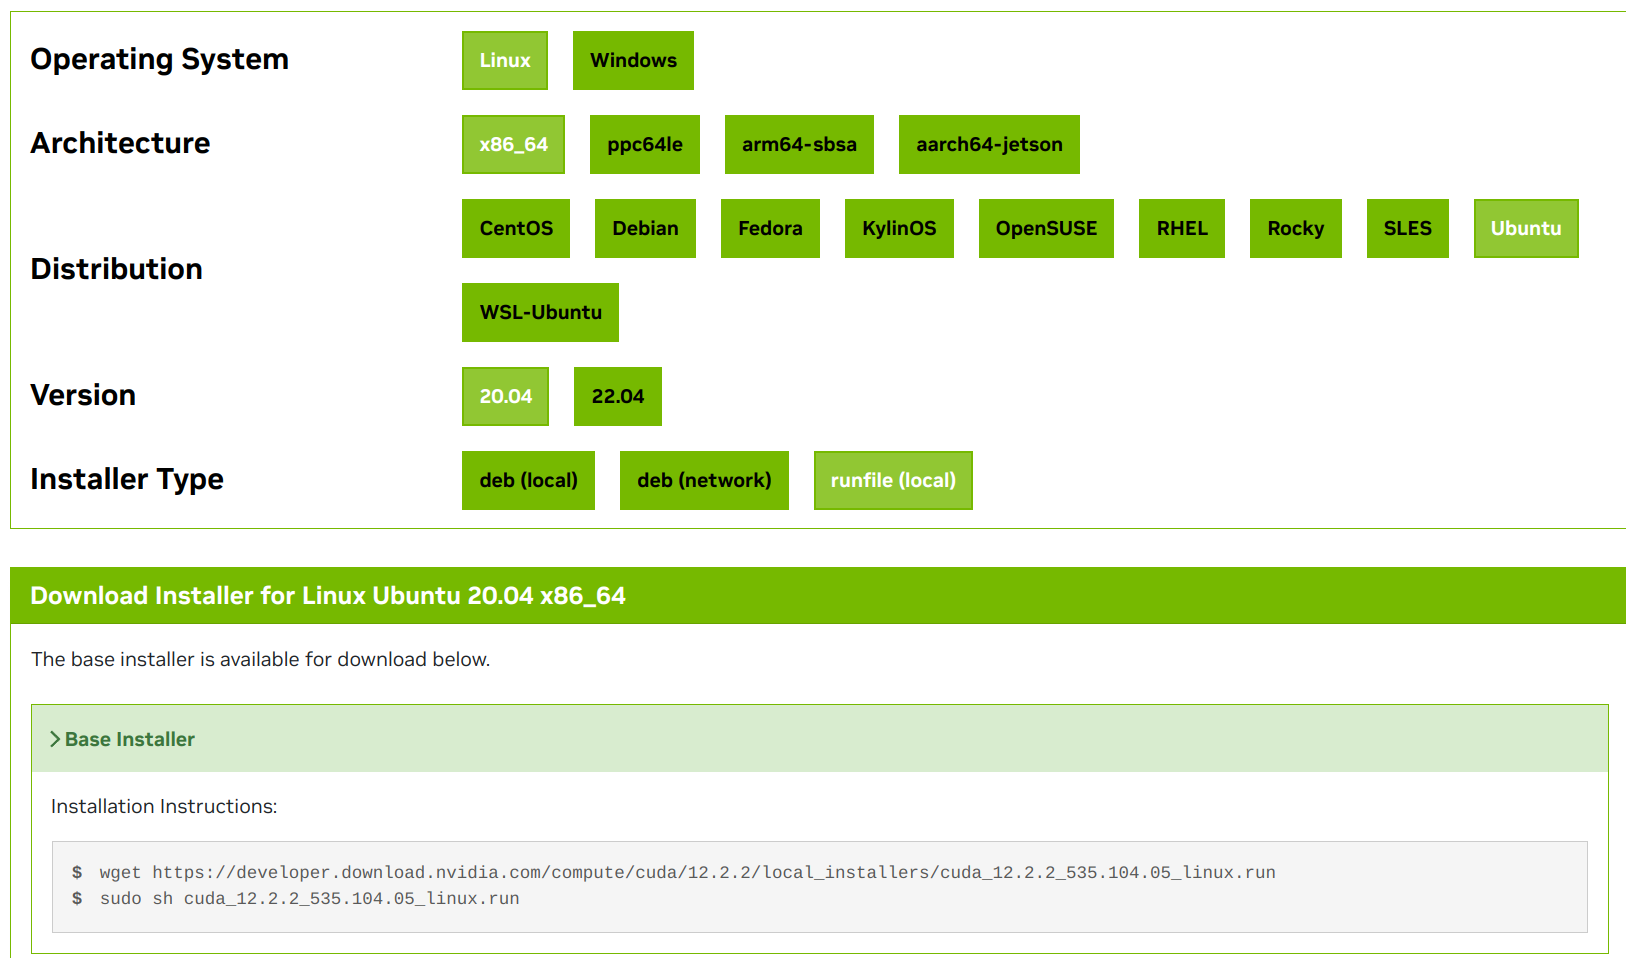 Operating System
Linux Windows
Architecture
x86_64 ppc64le arm64-sbsa aarch64-jetson
Distribution
CentOS Debian Fedora KylinOS OpenSUSE RHEL Rocky SLES Ubuntu
WSL-Ubuntu
Version
20.04 22.04
Installer Type
deb (local) deb (network) runfile (local)
Download Installer for Linux Ubuntu 20.04 x86_64
The base installer is available for download below.
Base Installer
Installation Instructions:
$ wget https://developer.download.nvidia.com/compute/cuda/12.2.2/local_installers/cuda_12.2.2_535.104.05_linux.run
$ sudo sh cuda_12.2.2_535.104.05_linux.run